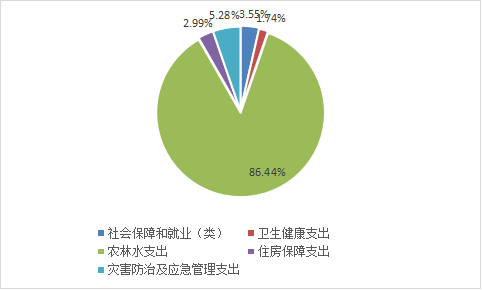 5.28% 3.55%
2.99% 1.74%
86.44%
社会保障和就业（类） 卫生健康支出
农林水支出 住房保障支出
灾害防治及应急管理支出